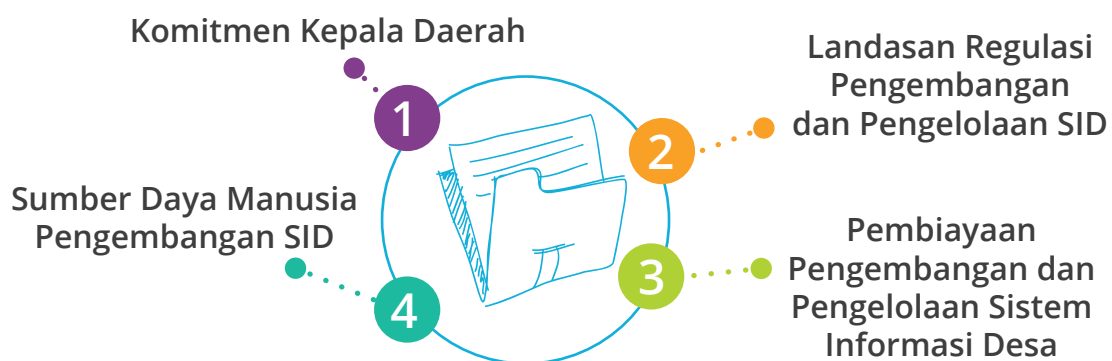 Komitmen Kepala Daerah
1
Landasan Regulasi
Pengembangan
dan Pengelolaan SID
2
Pembiayaan
Pengembangan dan
Pengelolaan Sistem
Informasi Desa
3
Sumber Daya Manusia
Pengembangan SID
4